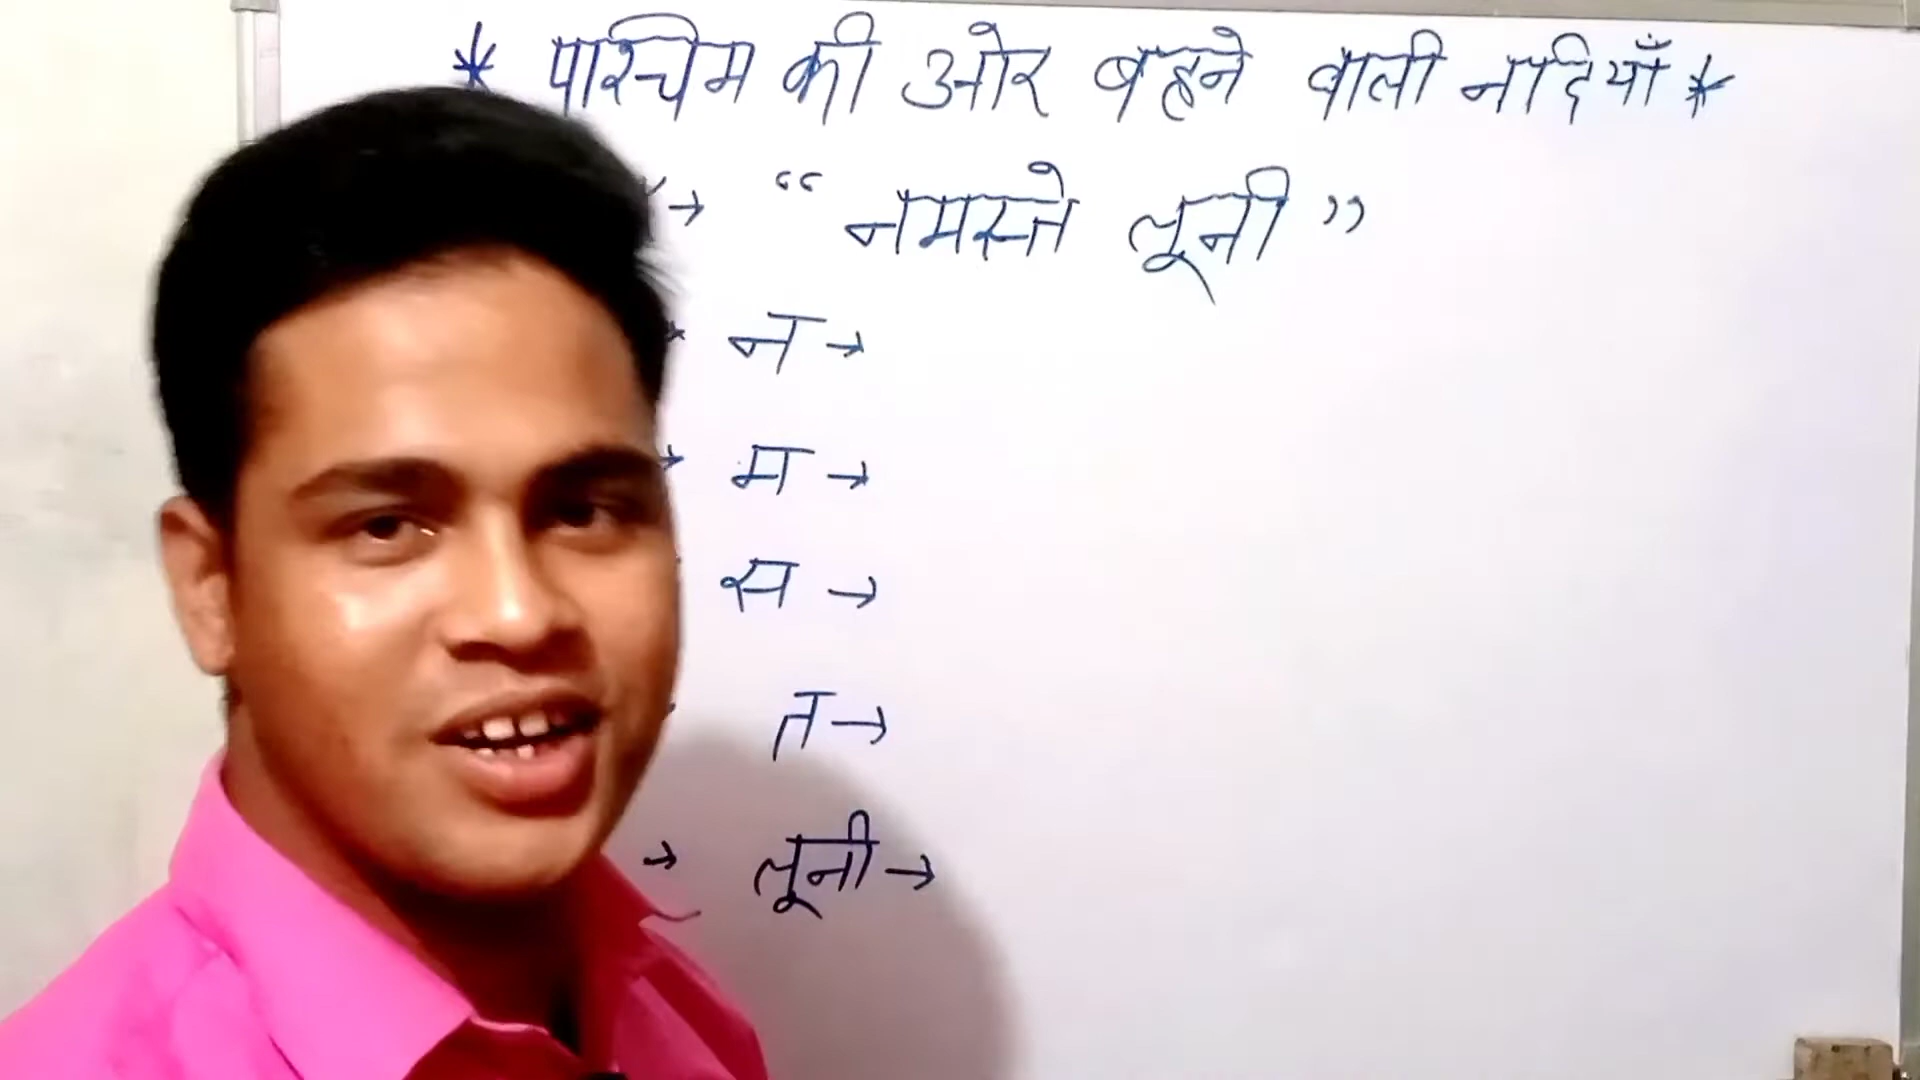 * पश्चिम की ओर बहने वाली नदियाँ *
→ “ नमस्ते लूनी ”
* न →
→ म →
स →
त →
→ लूनी →